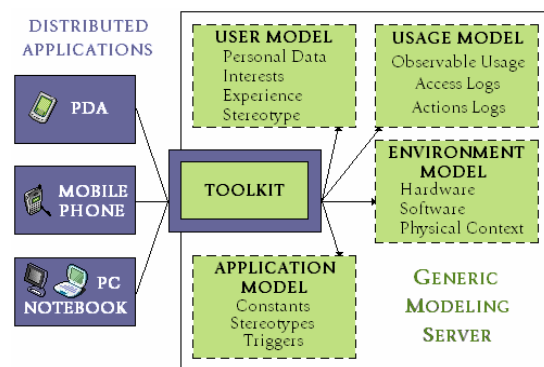 DISTRIBUTED
APPLICATIONS
PDA
MOBILE
PHONE
PC
NOTEBOOK
TOOLKIT
USER MODEL
Personal Data
Interests
Experience
Stereotype
USAGE MODEL
Observable Usage
Access Logs
Actions Logs
ENVIRONMENT
MODEL
Hardware
Software
Physical Context
APPLICATION
MODEL
Constants
Stereotypes
Triggers
GENERIC
MODELING
SERVER